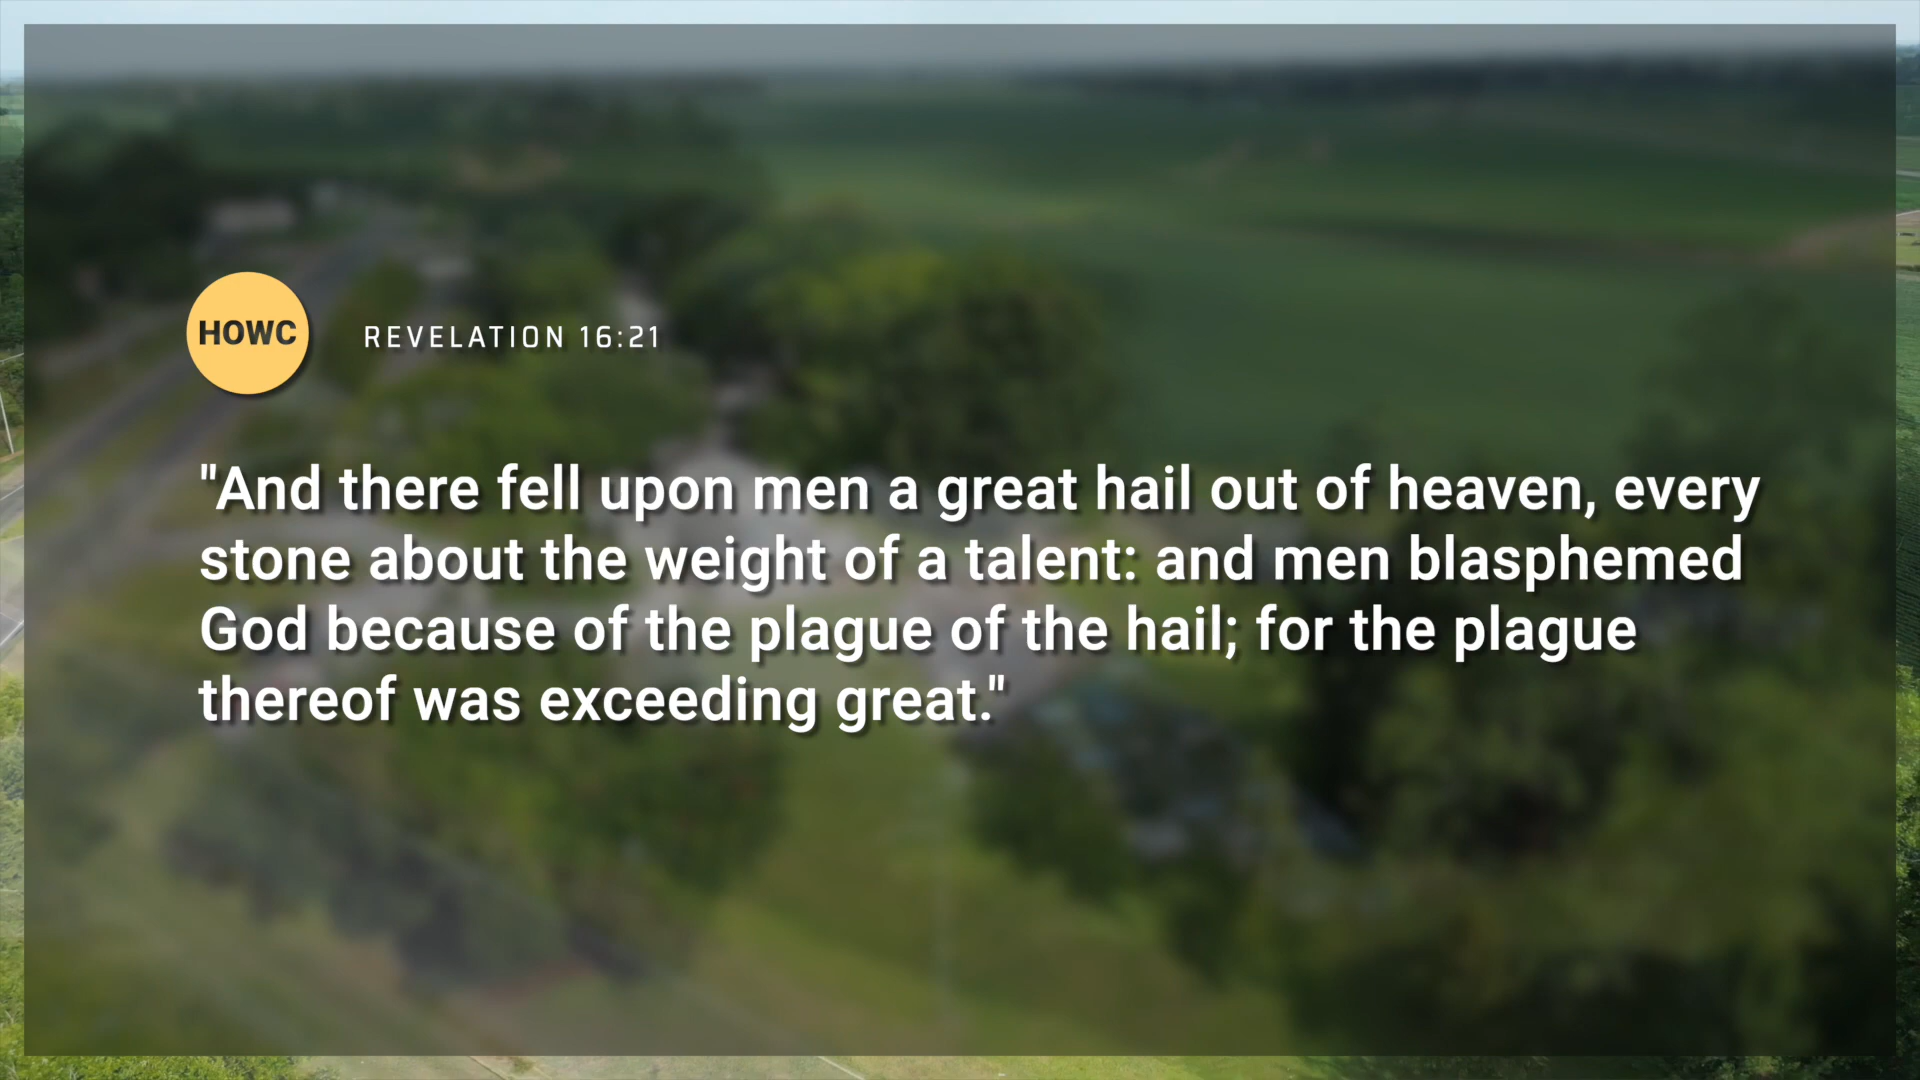 HOWC
REVELATION 16:21
"And there fell upon men a great hail out of heaven, every
stone about the weight of a talent: and men blasphemed
God because of the plague of the hail; for the plague
thereof was exceeding great."